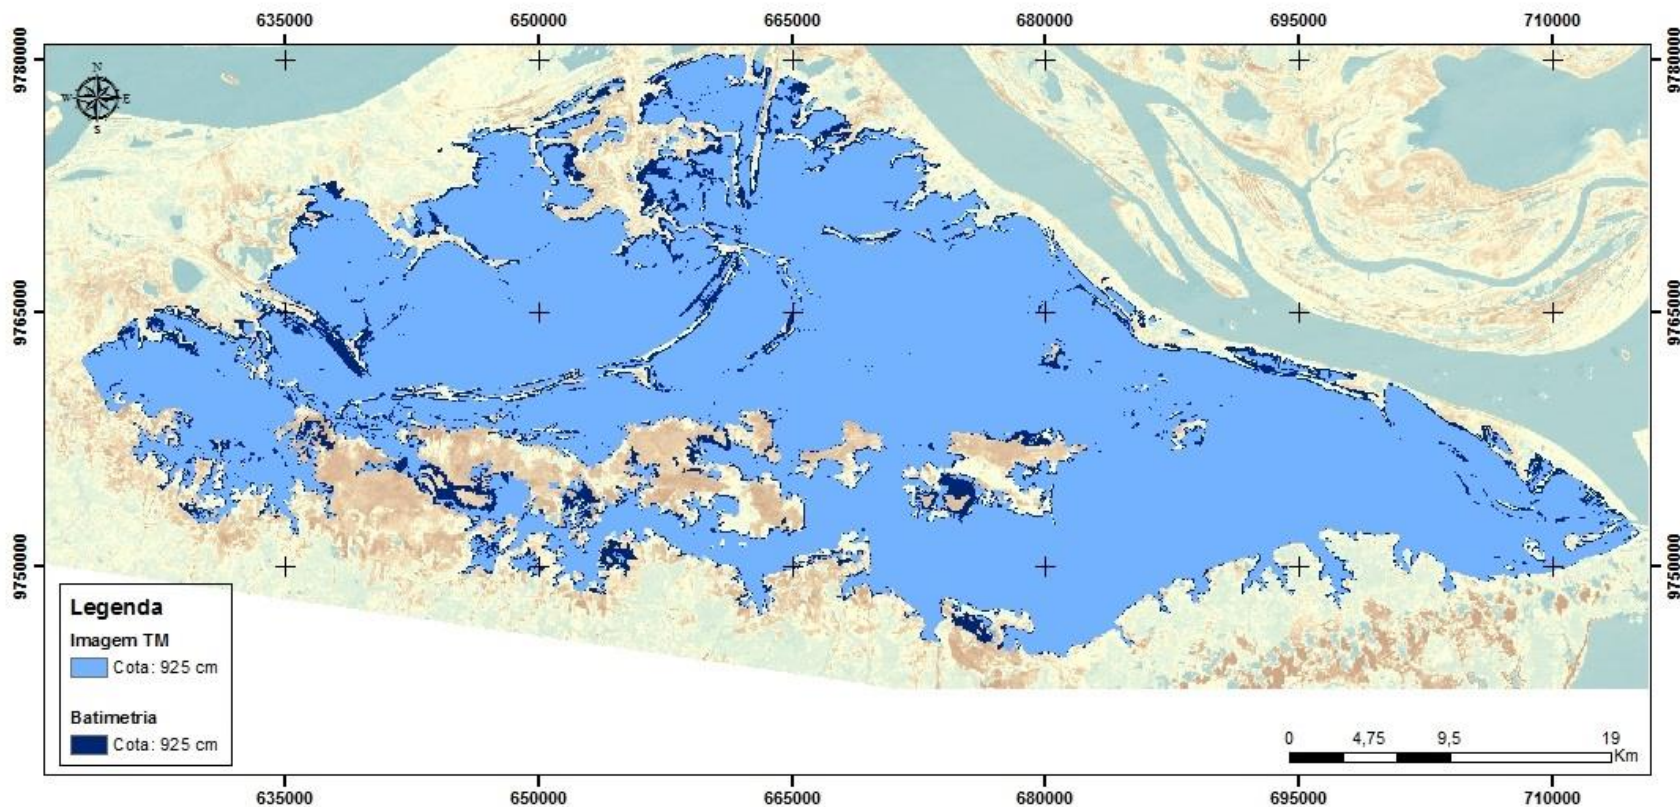 635000 650000 665000 680000 695000 710000
9780000 9780000
N
W E
S
9765000 9765000
9750000 9750000
Legenda
Imagem TM
Cota: 925 cm
Batimetria
Cota: 925 cm
0 4,75 9,5 19
Km
635000 650000 665000 680000 695000 710000